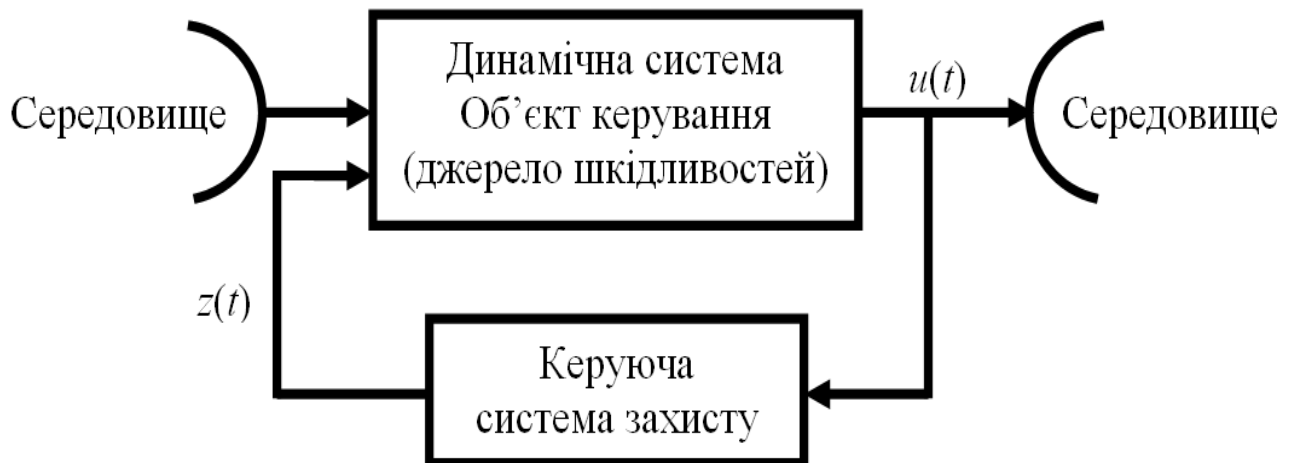 Динамічна система
Об’єкт керування
(джерело шкідливостей)
Середовище
u(t)
Середовище
z(t)
Керуюча
система захисту